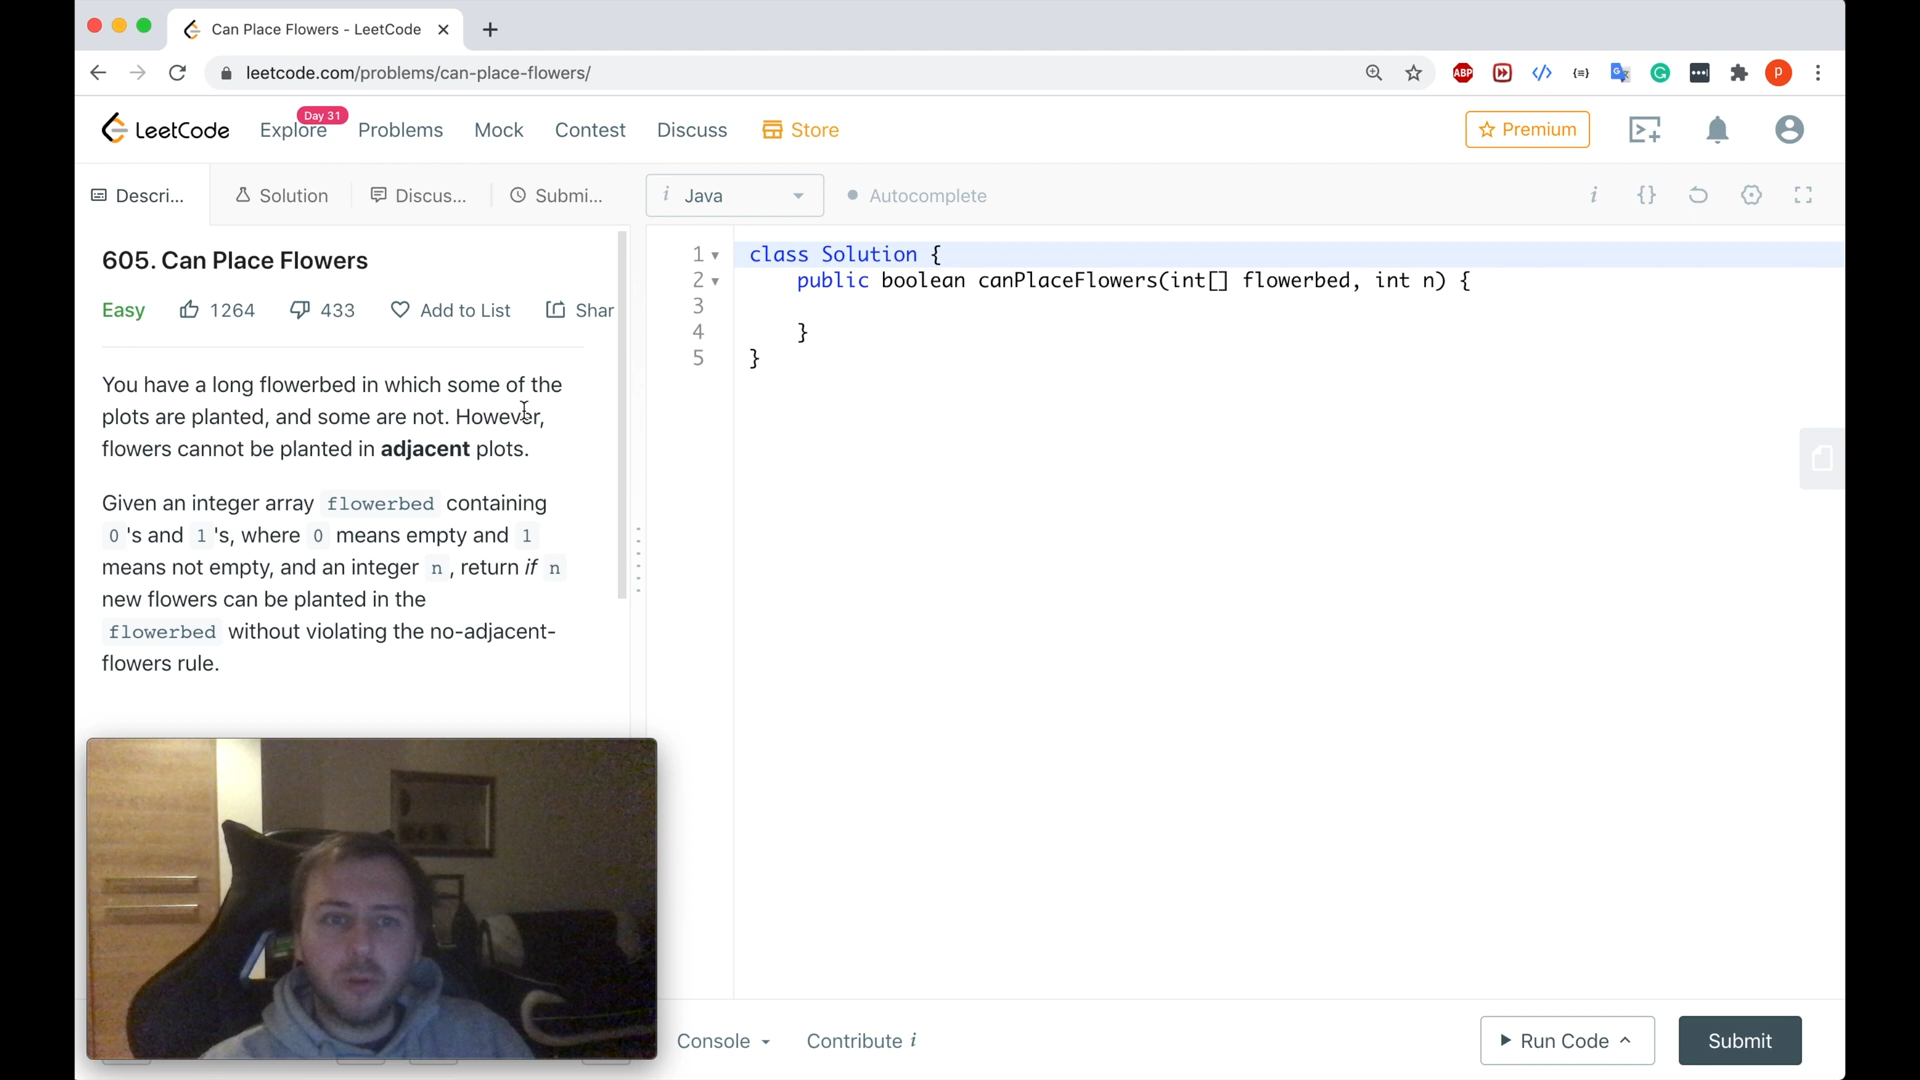 Can Place Flowers - LeetCode
leetcode.com/problems/can-place-flowers/
ABP
P
LeetCode
Explore
Day 31
Problems
Mock
Contest
Discuss
Store
Premium
Descri...
Solution
Discus...
Submi...
i Java
Autocomplete
i {}
605. Can Place Flowers
Easy 1264 433 Add to List Shar
You have a long flowerbed in which some of the
plots are planted, and some are not. However,
flowers cannot be planted in adjacent plots.
Given an integer array flowerbed containing
0 's and 1 's, where 0 means empty and 1
means not empty, and an integer n , return if n
new flowers can be planted in the
flowerbed without violating the no-adjacent-
flowers rule.
1 class Solution {
2 public boolean canPlaceFlowers(int[] flowerbed, int n) {
3
4 }
5 }
Console
Contribute i
Run Code
Submit